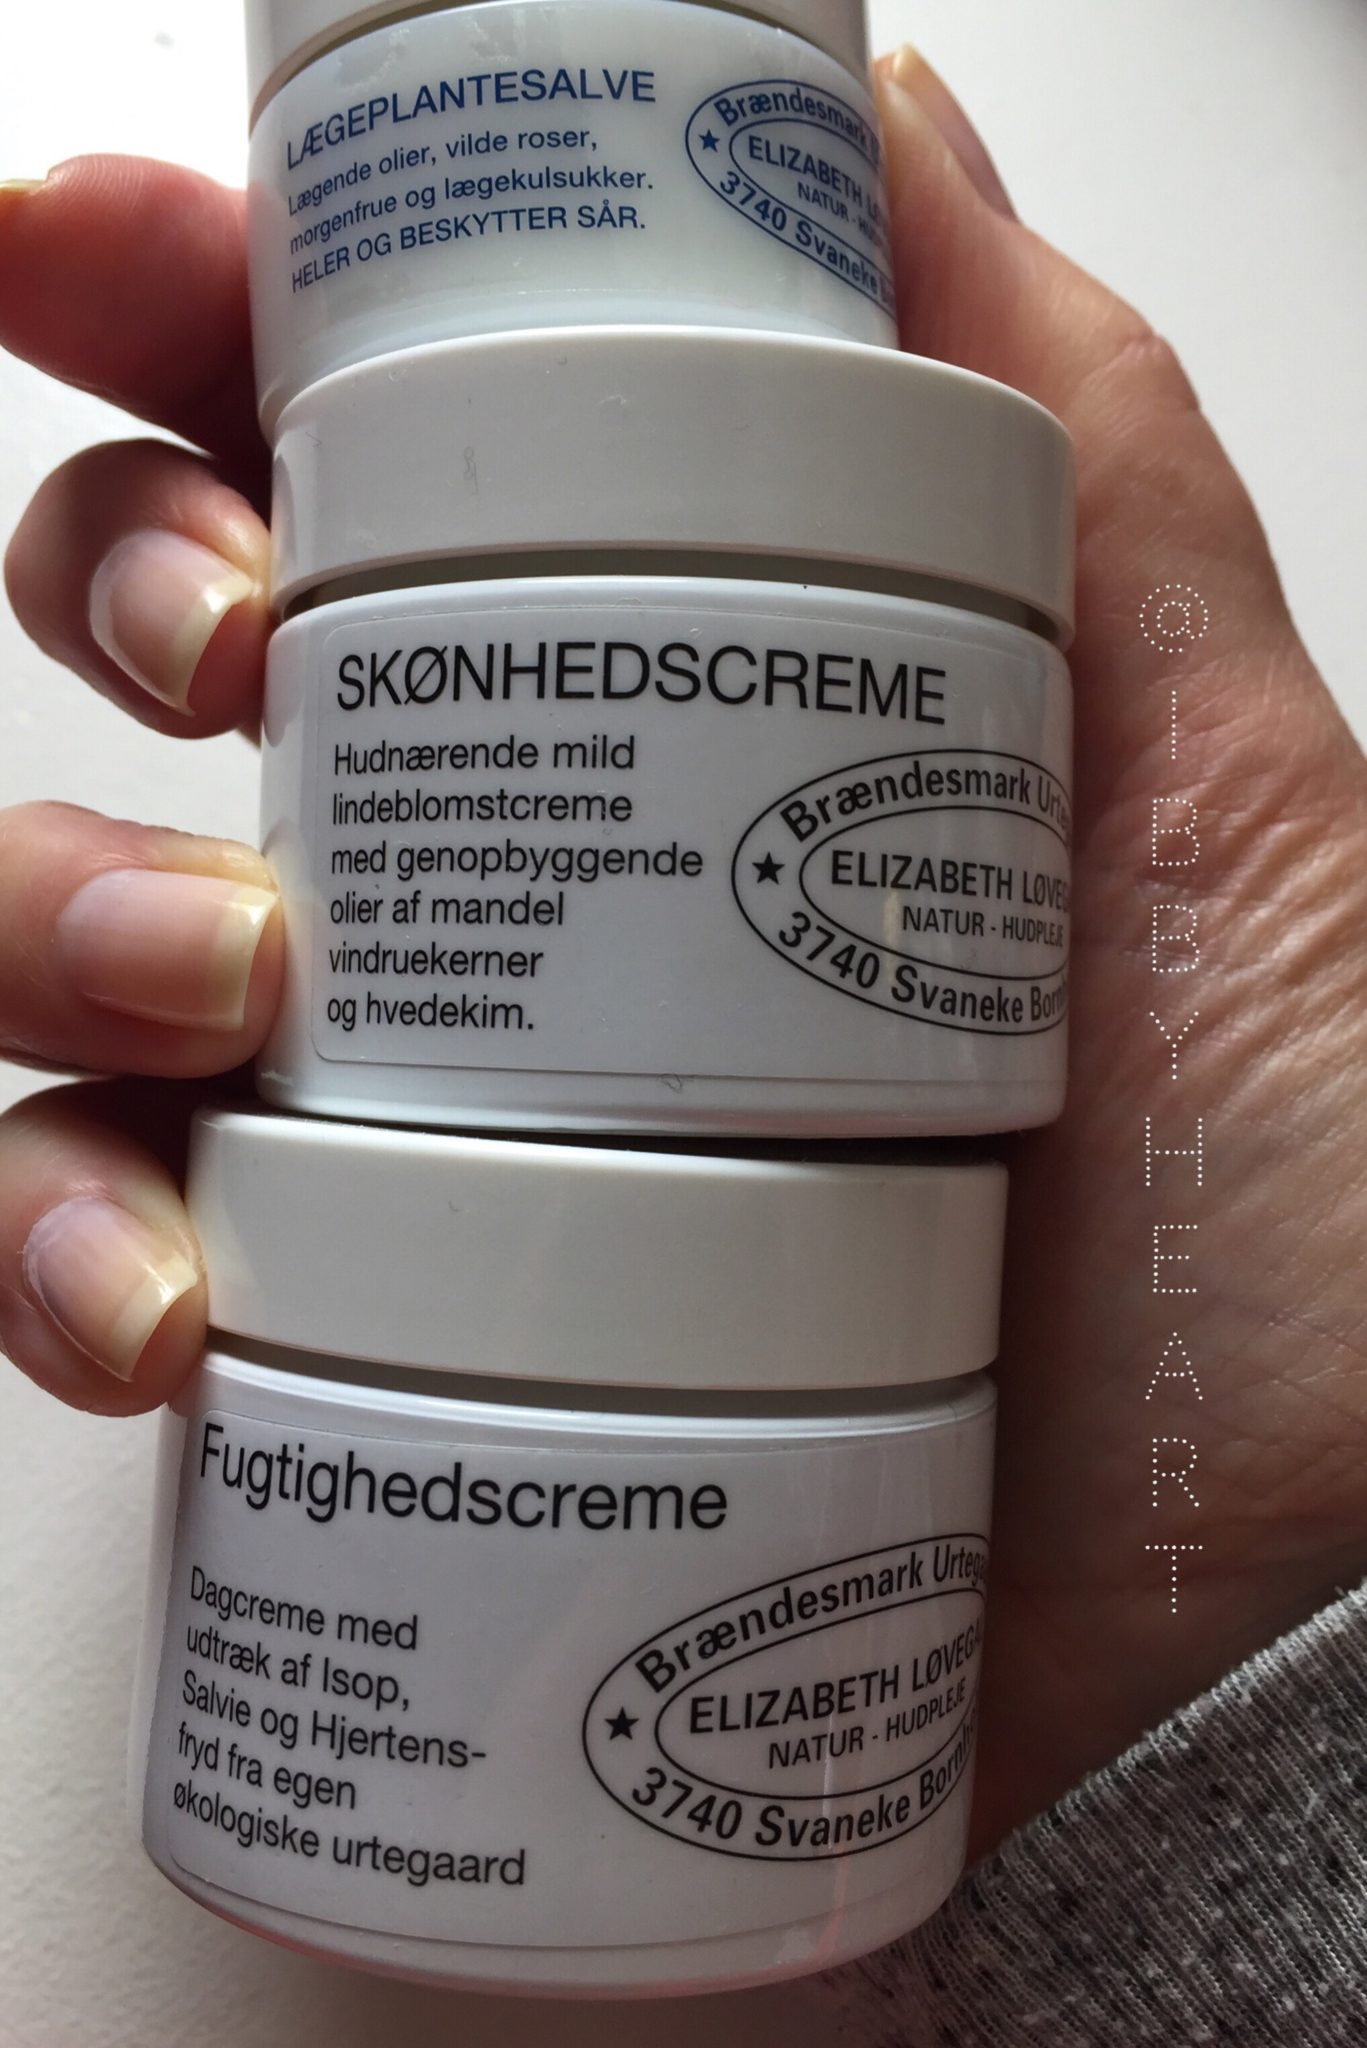 LÆGEPLANTESALVE
Lægende olier, vilde roser,
morgenfrue og lægekulsukker.
HELER OG BESKYTTER SÅR.
Brændesmark
ELIZABETH
NATUR -
3740 Svaneke
SKØNHEDSCREME
Hudnærende mild
lindeblomstcreme
med genopbyggende
olier af mandel
vindruekerner
og hvedekim.
Brændesmark
ELIZABETH
NATUR - HUDPLEJE
3740 Svaneke
Fugtighedscreme
Dagcreme med
udtræk af Isop,
Salvie og Hjertens-
fryd fra egen
økologiske urtegaard
Brændesmark
ELIZABETH
NATUR - HUDPLEJE
3740 Svaneke
@IBBYHEART